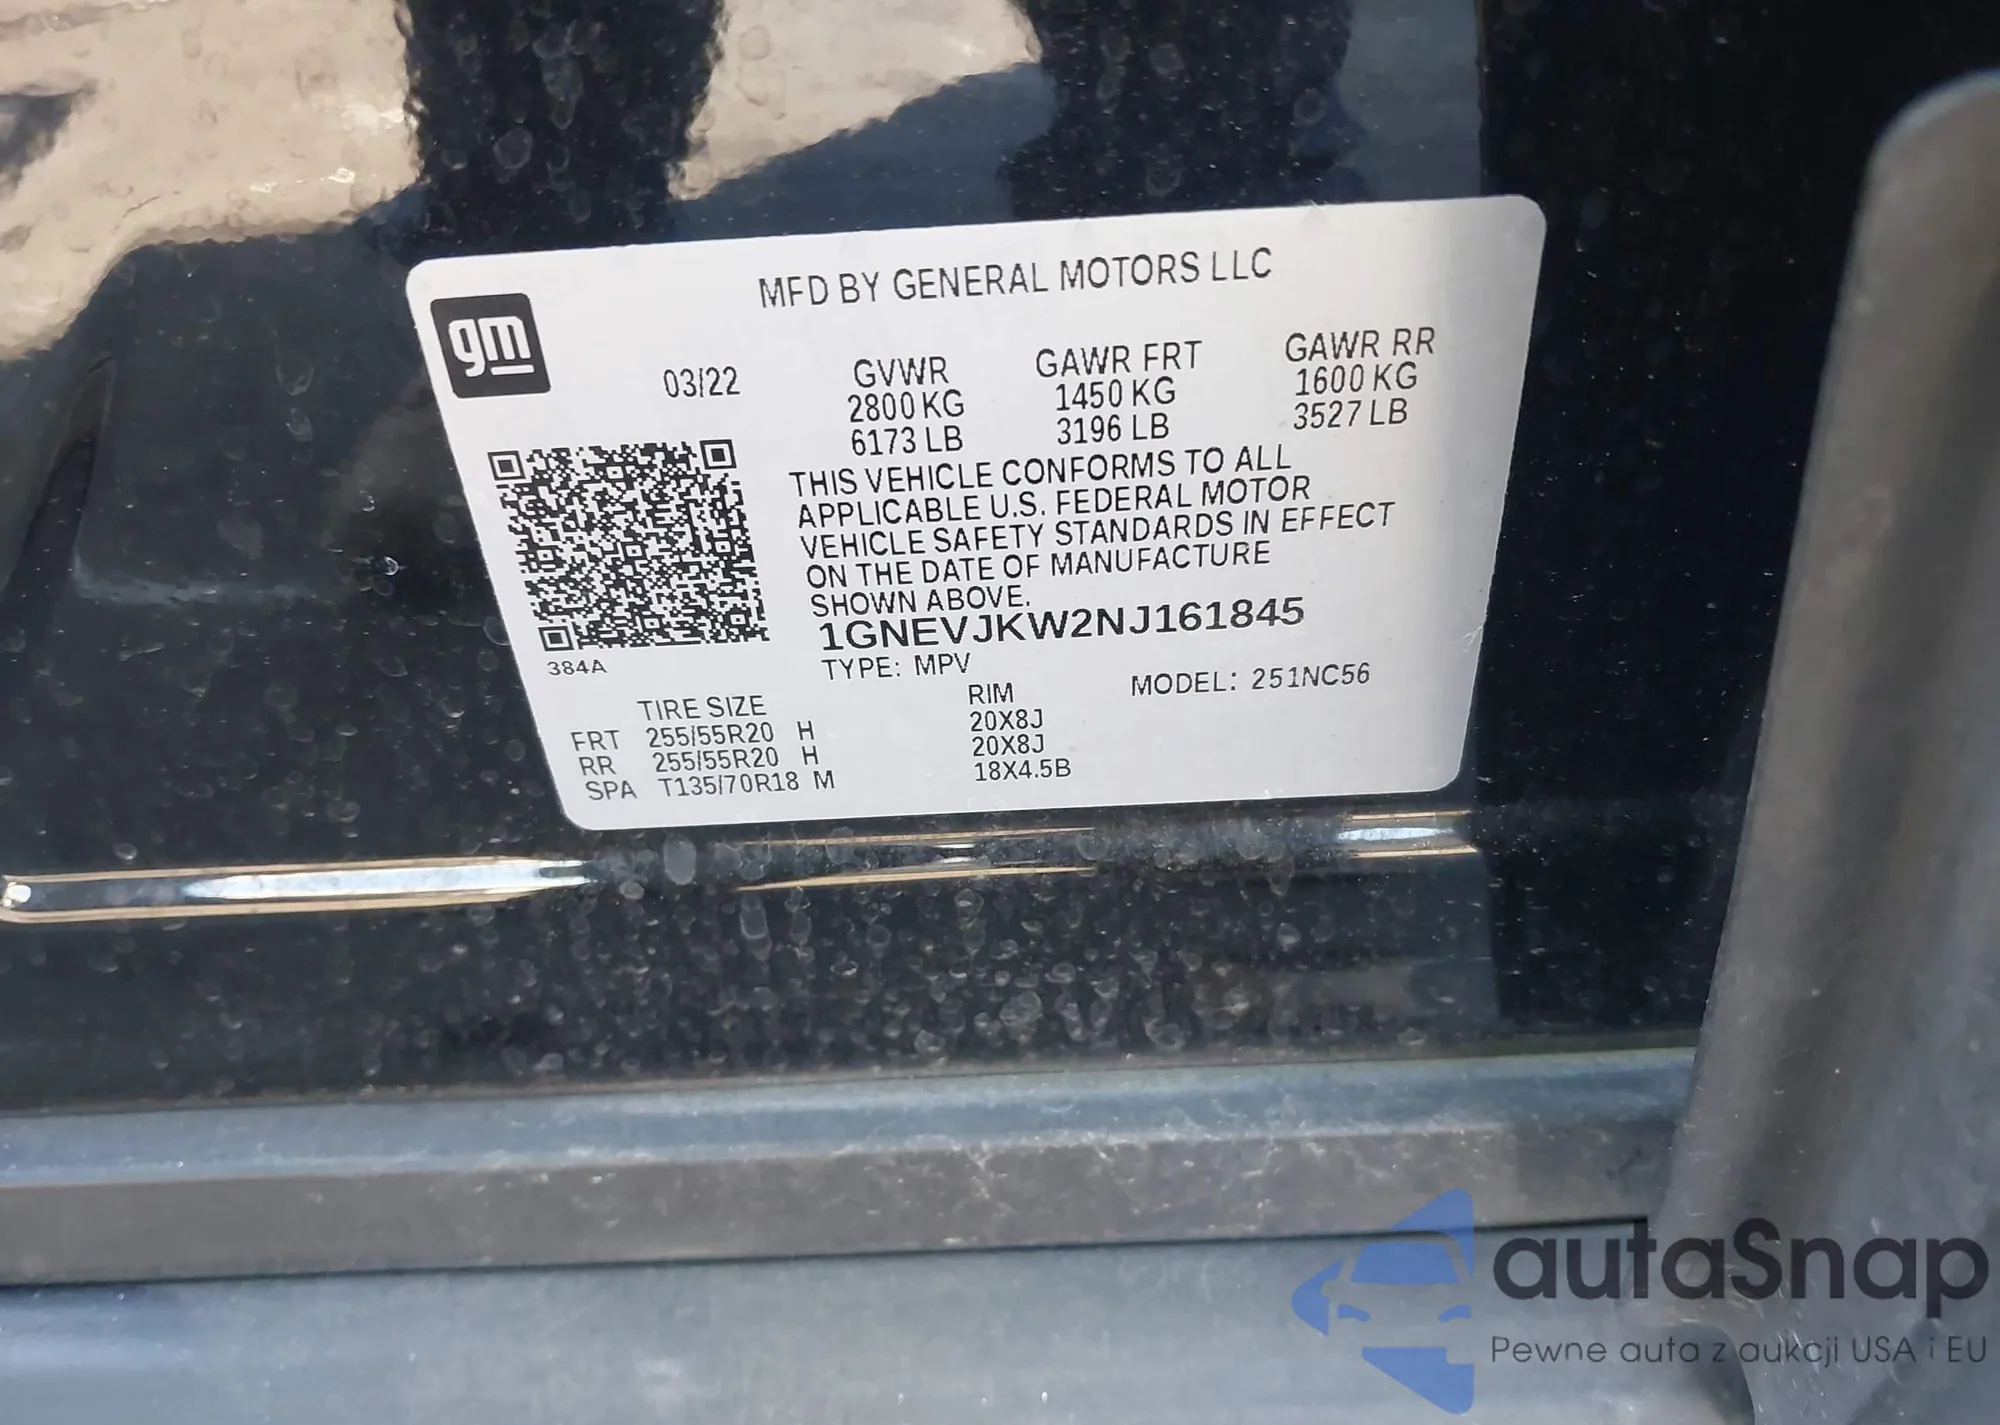 MFD BY GENERAL MOTORS LLC
gm
03/22 GVWR GAWR FRT GAWR RR
2800 KG 1450 KG 1600 KG
6173 LB 3196 LB 3527 LB
THIS VEHICLE CONFORMS TO ALL
APPLICABLE U.S. FEDERAL MOTOR
VEHICLE SAFETY STANDARDS IN EFFECT
ON THE DATE OF MANUFACTURE
SHOWN ABOVE.
1GNEVJKW2NJ161845
384A TYPE: MPV MODEL: 251NC56
TIRE SIZE RIM
FRT 255/55R20 H 20X8J
RR 255/55R20 H 20X8J
SPA T135/70R18 M 18X4.5B
autaSnap
Pewne auta z aukcji USA i EU